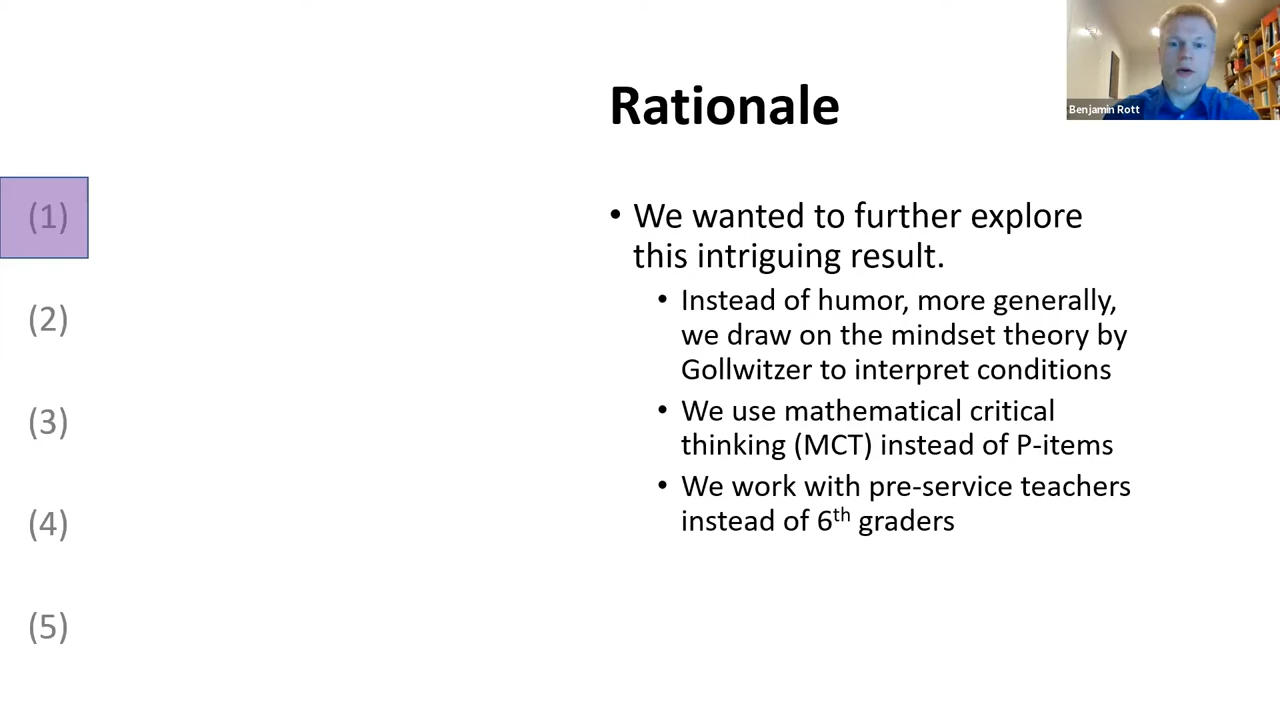 Rationale
Benjamin Rott
(1)
(2)
(3)
(4)
(5)
• We wanted to further explore
this intriguing result.
• Instead of humor, more generally,
we draw on the mindset theory by
Gollwitzer to interpret conditions
• We use mathematical critical
thinking (MCT) instead of P-items
• We work with pre-service teachers
instead of 6th graders